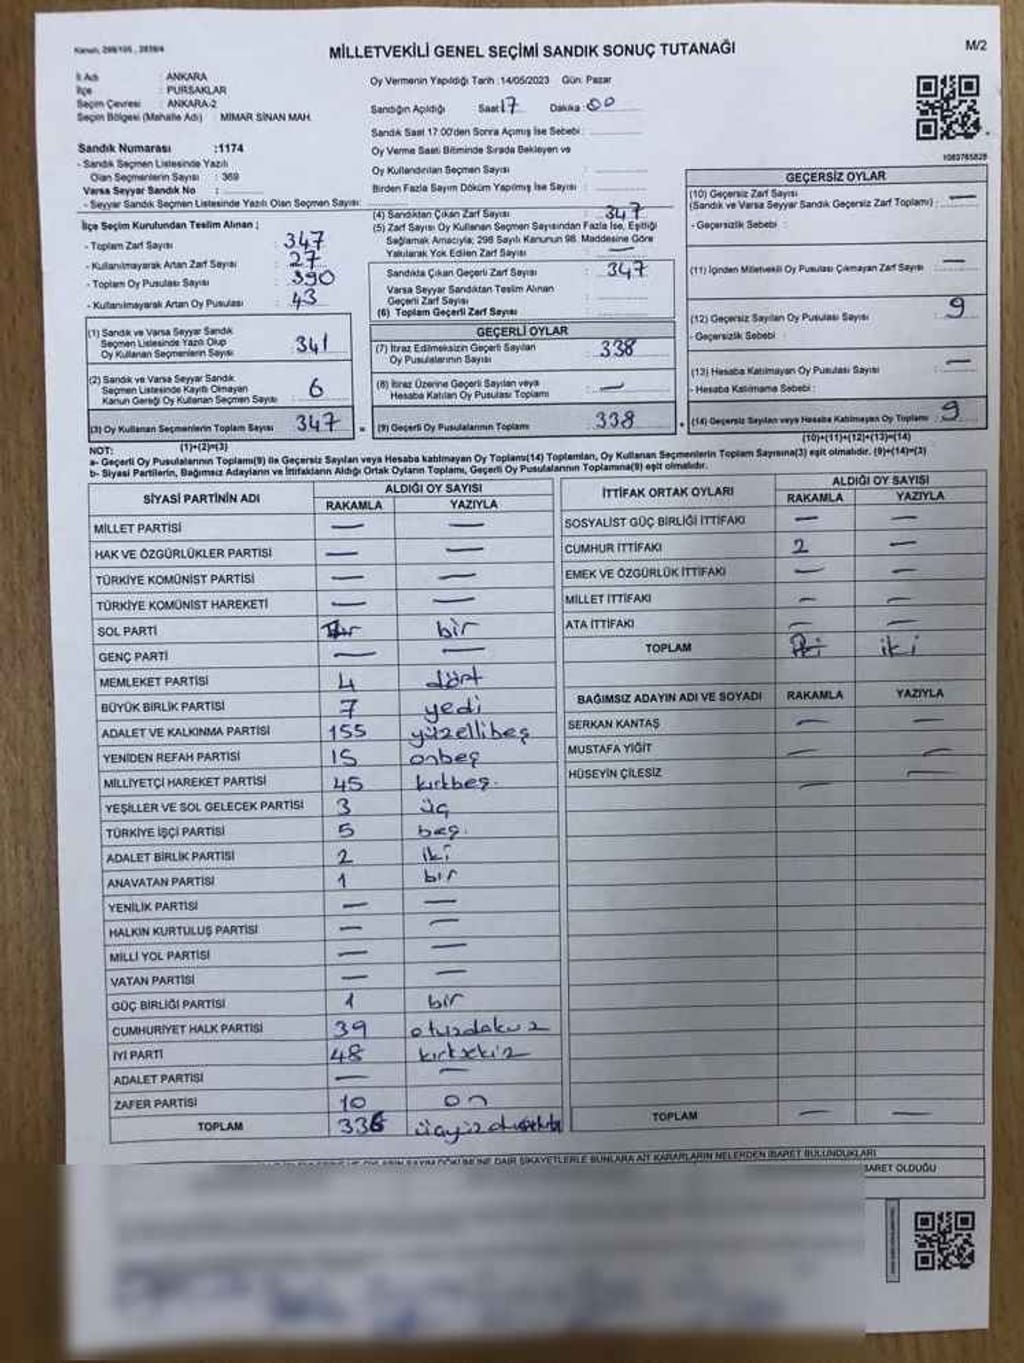 Kanun, 298/105 , 2839/4
MİLLETVEKİLİ GENEL SEÇİMİ SANDIK SONUÇ TUTANAĞI
M/2
İl Adı : ANKARA
İlçe : PURSAKLAR
Seçim Çevresi : ANKARA-2
Seçim Bölgesi (Mahalle Adı) : MIMAR SİNAN MAH.
Sandık Numarası :1174
- Sandık Seçmen Listesinde Yazılı
Olan Seçmenlerin Sayısı : 369
Varsa Seyyar Sandık No :
- Seyyar Sandık Seçmen Listesinde Yazılı Olan Seçmen Sayısı:
Oy Vermenin Yapıldığı Tarih :14/05/2023 Gün: Pazar
Sandığın Açıldığı Saat:17 Dakika :00
Sandık Saat 17.00'den Sonra Açımış İse Sebebi :
Oy Verme Saati Bitiminde Sırada Bekleyen ve
Oy Kullandırılan Seçmen Sayısı :
Birden Fazla Sayım Döküm Yapılmış İse Sayısı :
1083765828
İlçe Seçim Kurulundan Teslim Alınan ;
- Toplam Zarf Sayısı : 347
- Kullanılmayarak Artan Zarf Sayısı : 27
- Toplam Oy Pusulası Sayısı : 390
- Kullanılmayarak Artan Oy Pusulası : 43
(1) Sandık ve Varsa Seyyar Sandık
Seçmen Listesinde Yazılı Olup
Oy Kullanan Seçmenlerin Sayısı : 341
(2) Sandık ve Varsa Seyyar Sandık
Seçmen Listesinde Kayıtlı Olmayan
Kanun Gereği Oy Kullanan Seçmen Sayısı : 6
(3) Oy Kullanan Seçmenlerin Toplam Sayısı 347
(1)+(2)=(3)
(4) Sandıktan Çıkan Zarf Sayısı : 347
(5) Zarf Sayısı Oy Kullanan Seçmen Sayısından Fazla İse, Eşitliği
Sağlamak Amacıyla; 298 Sayılı Kanunun 98. Maddesine Göre
Yakılarak Yok Edilen Zarf Sayısı : —
Sandıkta Çıkan Geçerli Zarf Sayısı : 347
Varsa Seyyar Sandıktan Teslim Alınan
Geçerli Zarf Sayısı :
(6) Toplam Geçerli Zarf Sayısı :
GEÇERLİ OYLAR
(7) İtiraz Edilmeksizin Geçerli Sayılan
Oy Pusulalarının Sayısı : 338
(8) İtiraz Üzerine Geçerli Sayılan veya
Hesaba Katılan Oy Pusulası Toplamı : —
(9) Geçerli Oy Pusulalarının Toplamı 338
GEÇERSİZ OYLAR
(10) Geçersiz Zarf Sayısı
(Sandık ve Varsa Seyyar Sandık Geçersiz Zarf Toplamı) : —
- Geçersizlik Sebebi :
(11) İçinden Milletvekili Oy Pusulası Çıkmayan Zarf Sayısı : —
(12) Geçersiz Sayılan Oy Pusulası Sayısı : 9
- Geçersizlik Sebebi :
(13) Hesaba Katılmayan Oy Pusulası Sayısı : —
- Hesaba Katılmama Sebebi :
(14) Geçersiz Sayılan veya Hesaba Katılmayan Oy Toplamı : 9
(10)+(11)+(12)+(13)=(14)
NOT:
a- Geçerli Oy Pusulalarının Toplamı(9) ile Geçersiz Sayılan veya Hesaba katılmayan Oy Toplamı(14) Toplamları, Oy Kullanan Seçmenlerin Toplam Sayısına(3) eşit olmalıdır. (9)+(14)=(3)
b- Siyasi Partilerin, Bağımsız Adayların ve İttifakların Aldığı Ortak Oyların Toplamı, Geçerli Oy Pusulalarının Toplamına(9) eşit olmalıdır.
SİYASİ PARTİNİN ADI ALDIĞI OY SAYISI
RAKAMLA YAZIYLA
MİLLET PARTİSİ — —
HAK VE ÖZGÜRLÜKLER PARTİSİ — —
TÜRKİYE KOMÜNİST PARTİSİ — —
TÜRKİYE KOMÜNİST HAREKETİ — —
SOL PARTİ bir
GENÇ PARTİ — —
MEMLEKET PARTİSİ 4 dört
BÜYÜK BİRLİK PARTİSİ 7 yedi
ADALET VE KALKINMA PARTİSİ 155 yüzellibeş
YENİDEN REFAH PARTİSİ 15 onbeş
MİLLİYETÇİ HAREKET PARTİSİ 45 kırkbeş.
YEŞİLLER VE SOL GELECEK PARTİSİ 3 üç
TÜRKİYE İŞÇİ PARTİSİ 5 beş.
ADALET BİRLİK PARTİSİ 2 iki
ANAVATAN PARTİSİ 1 bir
YENİLİK PARTİSİ — —
HALKIN KURTULUŞ PARTİSİ — —
MİLLİ YOL PARTİSİ — —
VATAN PARTİSİ — —
GÜÇ BİRLİĞİ PARTİSİ 1 bir
CUMHURİYET HALK PARTİSİ 39 otuzdokuz
İYİ PARTİ 48 kırksekiz
ADALET PARTİSİ — —
ZAFER PARTİSİ 10 on
TOPLAM 336
İTTİFAK ORTAK OYLARI ALDIĞI OY SAYISI
RAKAMLA YAZIYLA
SOSYALİST GÜÇ BİRLİĞİ İTTİFAKI — —
CUMHUR İTTİFAKI 2 —
EMEK VE ÖZGÜRLÜK İTTİFAKI — —
MİLLET İTTİFAKI — —
ATA İTTİFAKI — —
TOPLAM iki
BAĞIMSIZ ADAYIN ADI VE SOYADI RAKAMLA YAZIYLA
SERKAN KANTAŞ — —
MUSTAFA YİĞİT — —
HÜSEYİN ÇİLESİZ — —
TOPLAM — —
SAYIM DÖKÜMÜNE DAİR ŞİKAYETLERLE BUNLARA AİT KARARLARIN NELERDEN İBARET BULUNDUKLARI
İBARET OLDUĞU